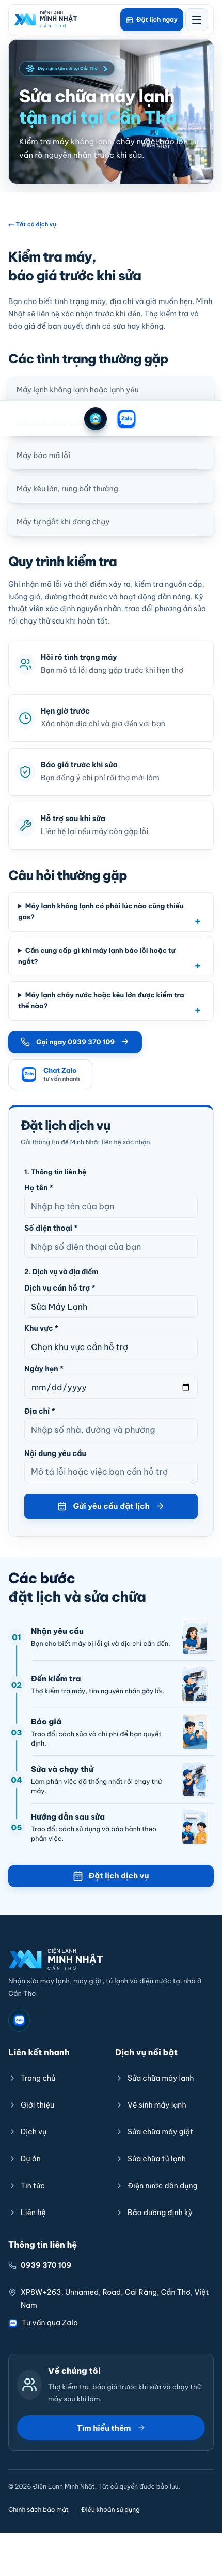 ĐIỆN LẠNH
MINH NHẬT
CẦN THƠ
Đặt lịch ngay
Điện lạnh tận nơi tại Cần Thơ
Sửa chữa máy lạnh
tận nơi tại Cần Thơ
Kiểm tra máy không lạnh, chảy nước, báo lỗi
và báo rõ nguyên nhân trước khi sửa.
← Tất cả dịch vụ
Kiểm tra máy,
báo giá trước khi sửa
Bạn cho biết tình trạng máy, địa chỉ và giờ muốn hẹn. Minh
Nhật sẽ liên hệ xác nhận trước khi đến. Thợ kiểm tra và
báo giá để bạn quyết định có sửa hay không.
Các tình trạng thường gặp
Máy lạnh không lạnh hoặc lạnh yếu
Zalo
Máy báo mã lỗi
Máy kêu lớn, rung bất thường
Máy tự ngắt khi đang chạy
Quy trình kiểm tra
Ghi nhận mã lỗi và thời điểm xảy ra, kiểm tra nguồn cấp,
luồng gió, đường thoát nước và hoạt động dàn nóng. Kỹ
thuật viên xác định nguyên nhân, trao đổi phương án sửa
rồi chạy thử sau khi hoàn tất.
Hỏi rõ tình trạng máy
Bạn mô tả lỗi đang gặp trước khi hẹn thợ
Hẹn giờ trước
Xác nhận địa chỉ và giờ đến với bạn
Báo giá trước khi sửa
Bạn đồng ý chi phí rồi thợ mới làm
Hỗ trợ sau khi sửa
Liên hệ lại nếu máy còn gặp lỗi
Câu hỏi thường gặp
Máy lạnh không lạnh có phải lúc nào cũng thiếu
gas?
+
Cần cung cấp gì khi máy lạnh báo lỗi hoặc tự
ngắt?
+
Máy lạnh chảy nước hoặc kêu lớn được kiểm tra
thế nào?
+
Gọi ngay 0939 370 109 →
Zalo
Chat Zalo
tư vấn nhanh
Đặt lịch dịch vụ
Gửi thông tin để Minh Nhật liên hệ xác nhận.
1. Thông tin liên hệ
Họ tên *
Nhập họ tên của bạn
Số điện thoại *
Nhập số điện thoại của bạn
2. Dịch vụ và địa điểm
Dịch vụ cần hỗ trợ *
Sửa Máy Lạnh
Khu vực *
Chọn khu vực cần hỗ trợ
Ngày hẹn *
mm/dd/yyyy
Địa chỉ *
Nhập số nhà, đường và phường
Nội dung yêu cầu
Mô tả lỗi hoặc việc bạn cần hỗ trợ
Gửi yêu cầu đặt lịch →
Các bước
đặt lịch và sửa chữa
01
Nhận yêu cầu
Bạn cho biết máy bị lỗi gì và địa chỉ cần đến.
02
Đến kiểm tra
Thợ kiểm tra máy, tìm nguyên nhân gây lỗi.
03
Báo giá
Trao đổi cách sửa và chi phí để bạn quyết
định.
04
Sửa và chạy thử
Làm phần việc đã thống nhất rồi chạy thử
máy.
05
Hướng dẫn sau sửa
Trao đổi cách sử dụng và bảo hành theo
phần việc.
Đặt lịch dịch vụ
ĐIỆN LẠNH
MINH NHẬT
CẦN THƠ
Nhận sửa máy lạnh, máy giặt, tủ lạnh và điện nước tại nhà ở
Cần Thơ.
Zalo
Liên kết nhanh
Trang chủ
Giới thiệu
Dịch vụ
Dự án
Tin tức
Liên hệ
Dịch vụ nổi bật
Sửa chữa máy lạnh
Vệ sinh máy lạnh
Sửa chữa máy giặt
Sửa chữa tủ lạnh
Điện nước dân dụng
Bảo dưỡng định kỳ
Thông tin liên hệ
0939 370 109
XP8W+263, Unnamed, Road, Cái Răng, Cần Thơ, Việt
Nam
Tư vấn qua Zalo
Về chúng tôi
Thợ kiểm tra, báo giá trước khi sửa và chạy thử
máy sau khi làm.
Tìm hiểu thêm →
© 2026 Điện Lạnh Minh Nhật. Tất cả quyền được bảo lưu.
Chính sách bảo mật
Điều khoản sử dụng